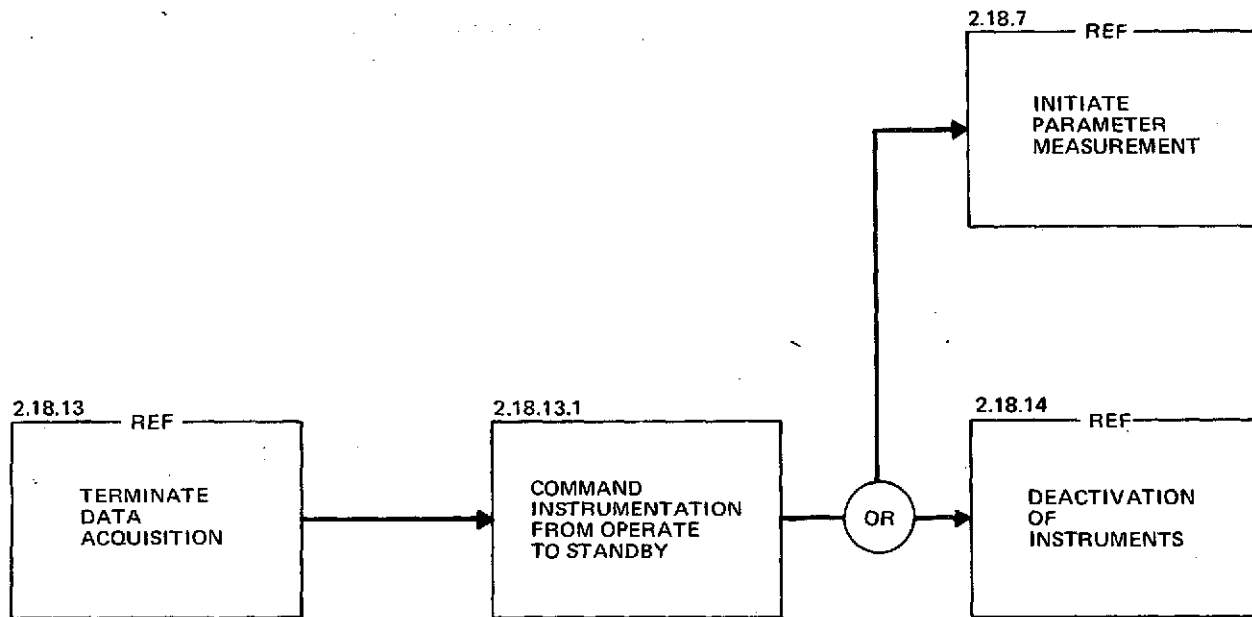 2.18.7
REF
INITIATE
PARAMETER
MEASUREMENT
2.18.13
REF
TERMINATE
DATA
ACQUISITION
2.18.13.1
COMMAND
INSTRUMENTATION
FROM OPERATE
TO STANDBY
OR
2.18.14
REF
DEACTIVATION
OF
INSTRUMENTS